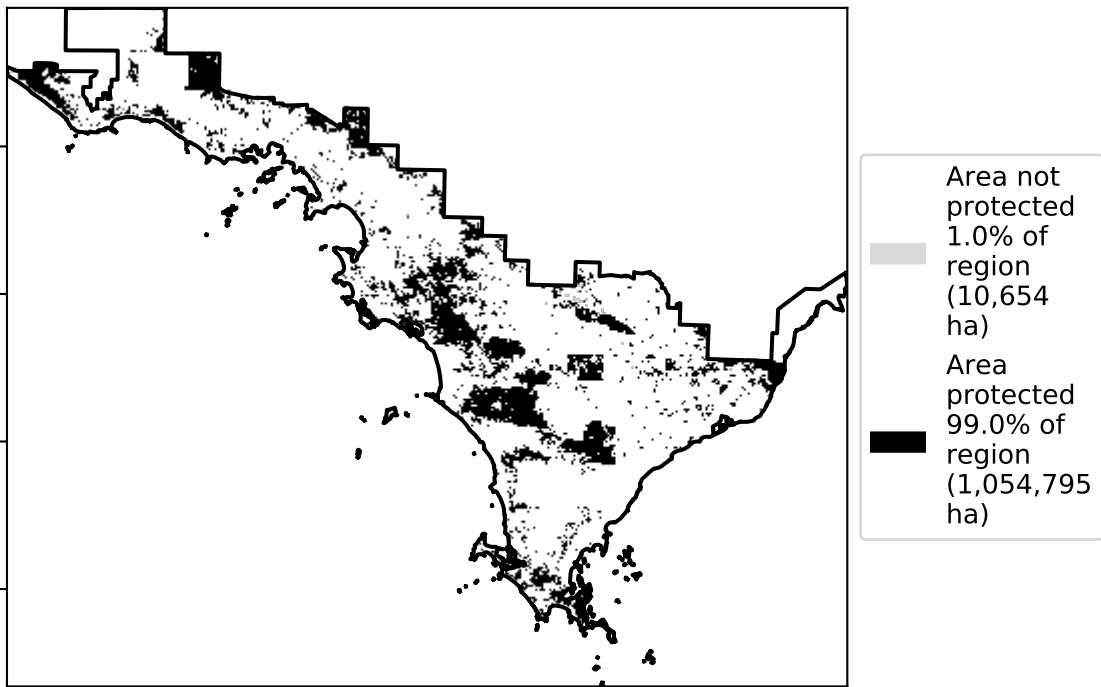 Area not
protected
1.0% of
region
(10,654
ha)
Area
protected
99.0% of
region
(1,054,795
ha)